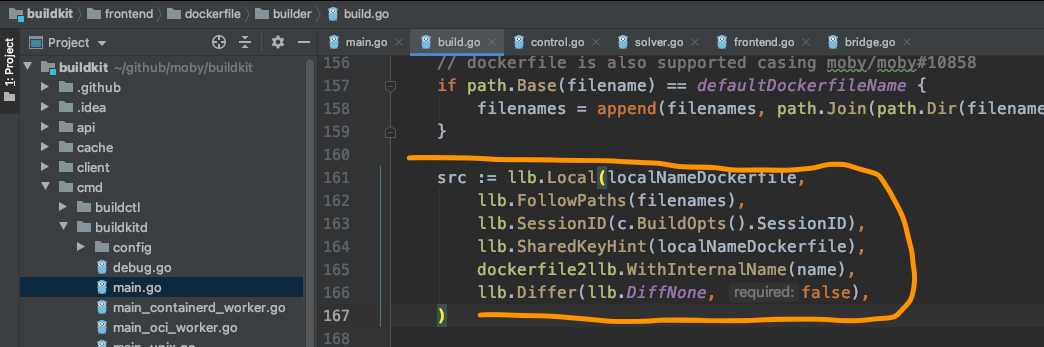 buildkit frontend dockerfile builder build.go
1: Project
Project
main.go build.go control.go solver.go frontend.go bridge.go
buildkit ~/github/moby/buildkit
.github
.idea
api
cache
client
cmd
buildctl
buildkitd
config
debug.go
main.go
main_containerd_worker.go
main_oci_worker.go
main_unix.go
156 // dockerfile is also supported casing moby/moby#10858
157 if path.Base(filename) == defaultDockerfileName {
158 filenames = append(filenames, path.Join(path.Dir(filename
159 }
160
161 src := llb.Local(localNameDockerfile,
162 llb.FollowPaths(filenames),
163 llb.SessionID(c.BuildOpts().SessionID),
164 llb.SharedKeyHint(localNameDockerfile),
165 dockerfile2llb.WithInternalName(name),
166 llb.Differ(llb.DiffNone, required: false),
167 )
168